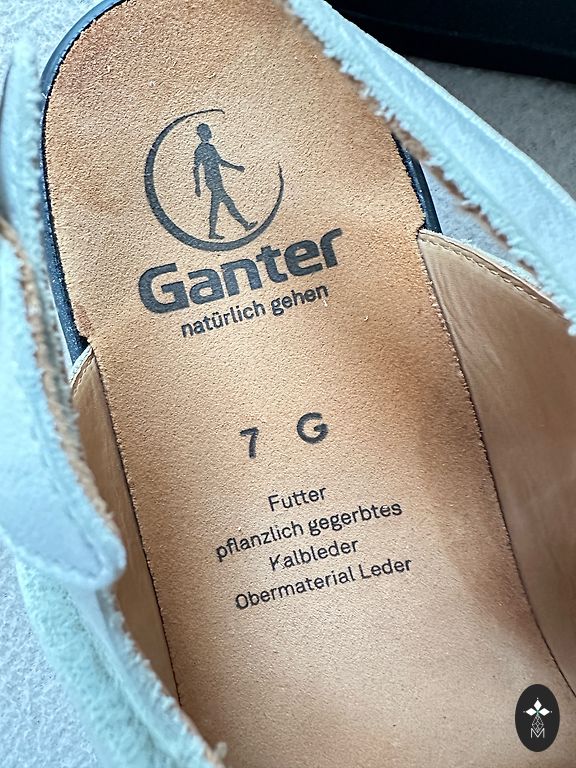 Ganter
natürlich gehen
7 G
Futter
pflanzlich gegerbtes
Kalbleder
Obermaterial Leder
M